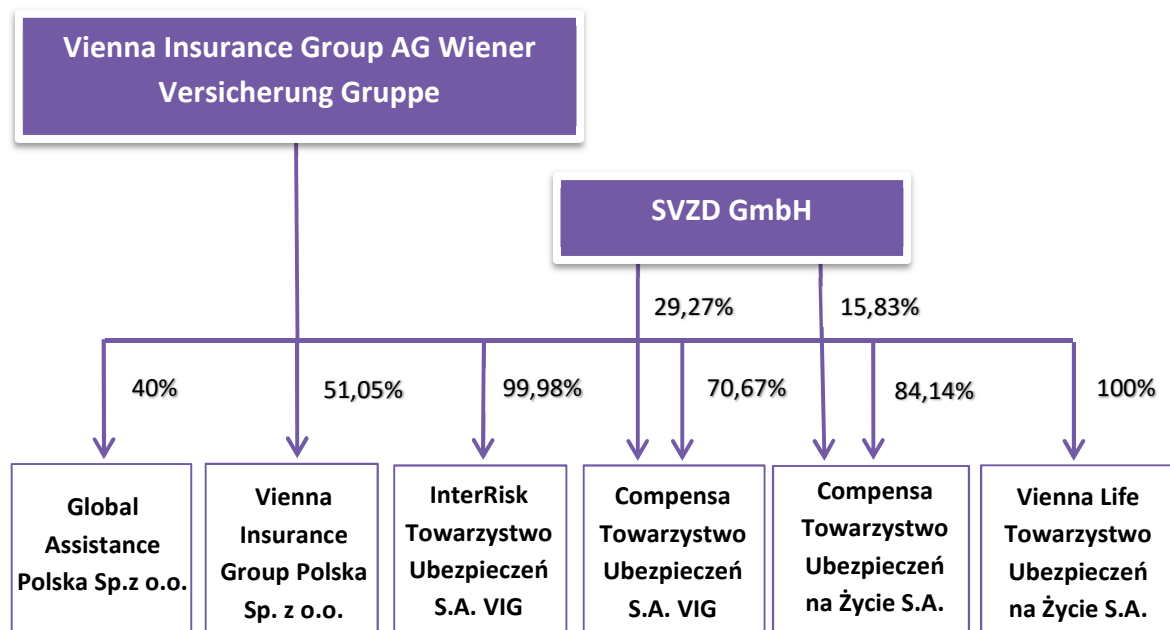 Vienna Insurance Group AG Wiener
Versicherung Gruppe
SVZD GmbH
29,27%
15,83%
40%
51,05%
99,98%
70,67%
84,14%
100%
Global
Assistance
Polska Sp.z o.o.
Vienna
Insurance
Group Polska
Sp. z o.o.
InterRisk
Towarzystwo
Ubezpieczeń
S.A. VIG
Compensa
Towarzystwo
Ubezpieczeń
S.A. VIG
Compensa
Towarzystwo
Ubezpieczeń
na Życie S.A.
Vienna Life
Towarzystwo
Ubezpieczeń
na Życie S.A.